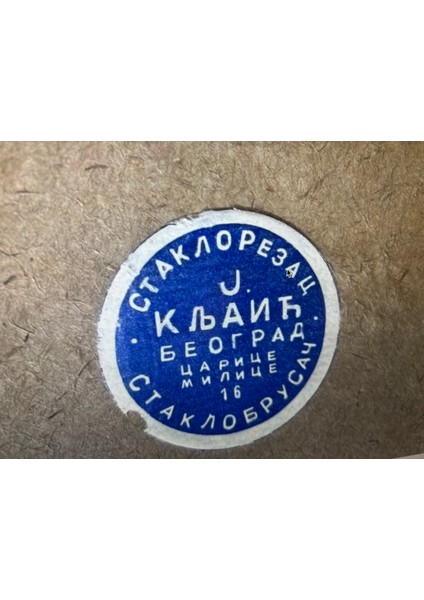 СТАКЛОРЕЗАЦ
Ј.
КЉАИЋ
БЕОГРАД
ЦАРИЦЕ
МИЛИЦЕ
16
СТАКЛОБРУСАЧ